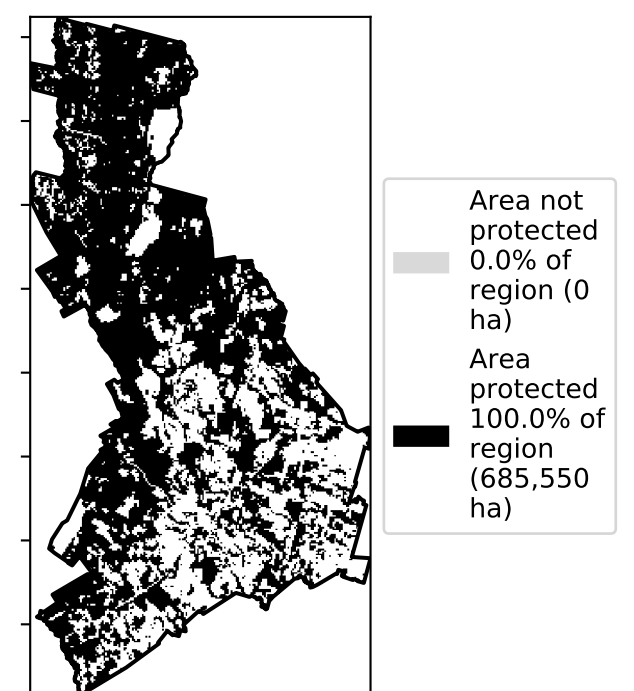 Area not
protected
0.0% of
region (0
ha)
Area
protected
100.0% of
region
(685,550
ha)